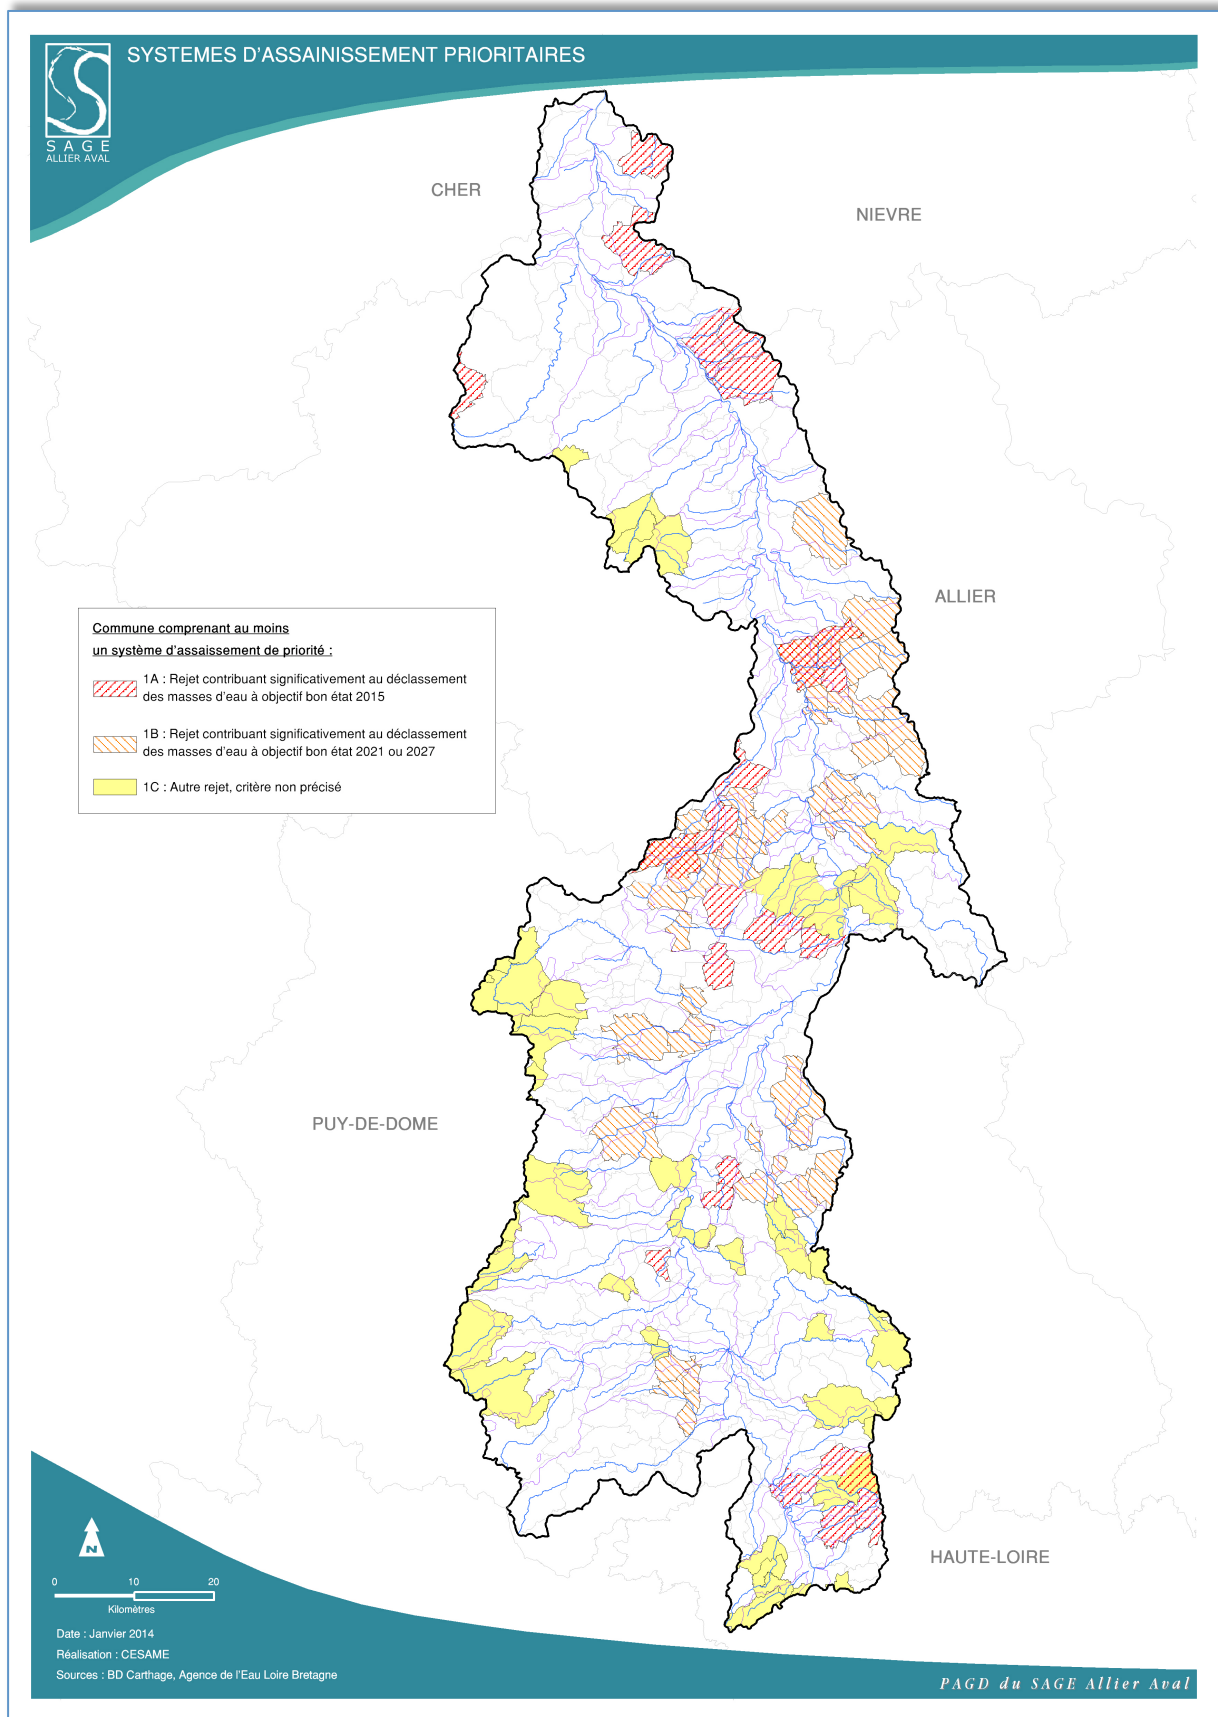 SYSTEMES D'ASSAINISSEMENT PRIORITAIRES
S A G E
ALLIER AVAL
CHER
NIEVRE
ALLIER
Commune comprenant au moins
un système d'assaissement de priorité :
1A : Rejet contribuant significativement au déclassement
des masses d'eau à objectif bon état 2015
1B : Rejet contribuant significativement au déclassement
des masses d'eau à objectif bon état 2021 ou 2027
1C : Autre rejet, critère non précisé
PUY-DE-DOME
HAUTE-LOIRE
N
0 10 20
Kilomètres
Date : Janvier 2014
Réalisation : CESAME
Sources : BD Carthage, Agence de l'Eau Loire Bretagne
PAGD du SAGE Allier Aval